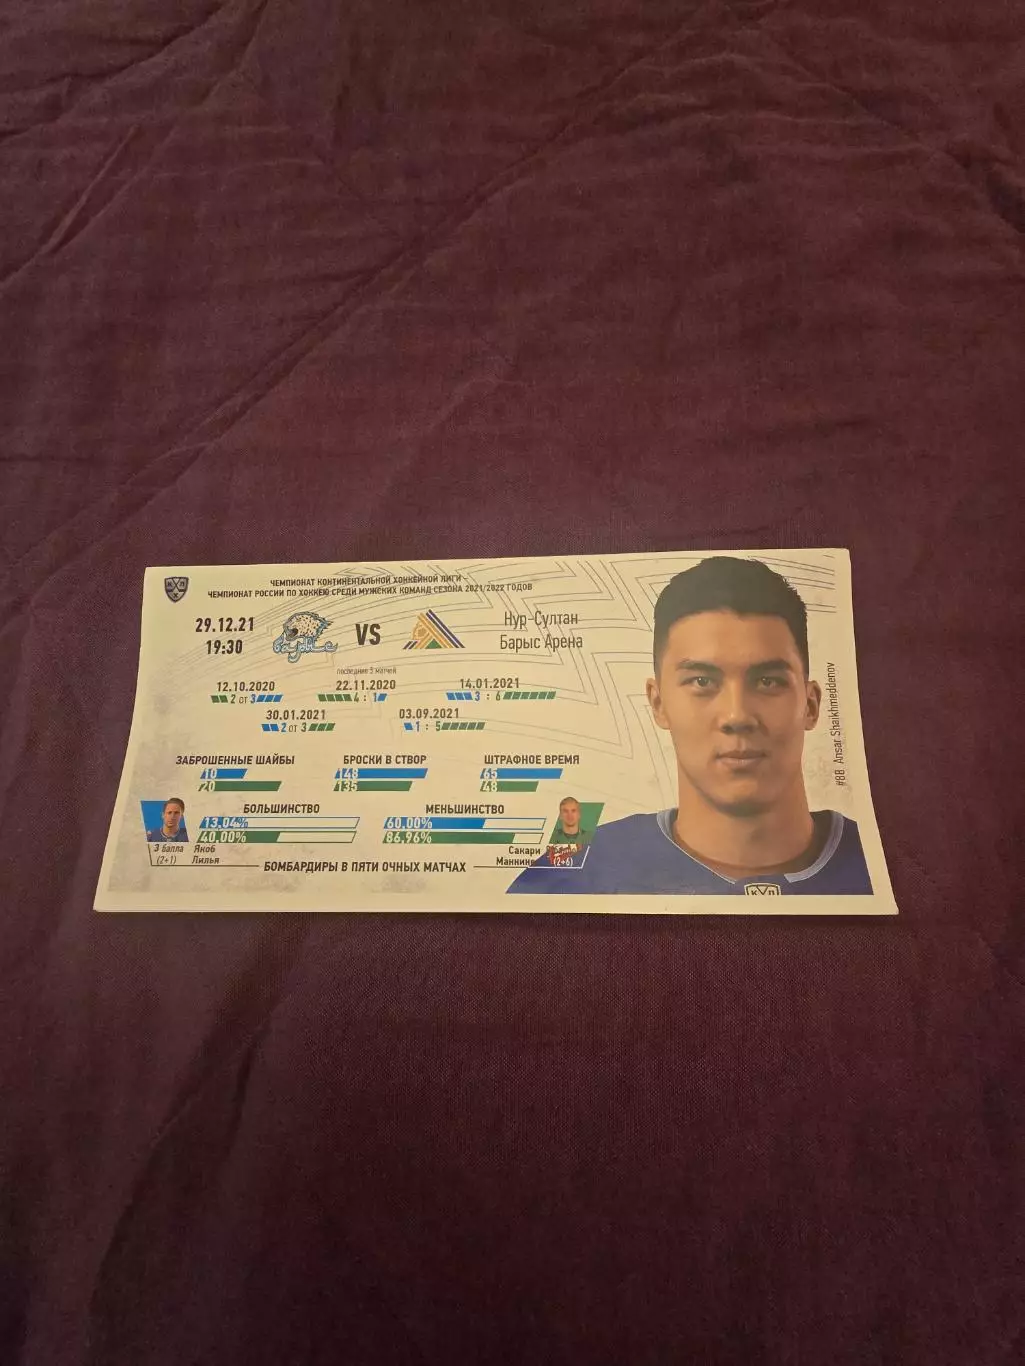 ЧЕМПИОНАТ КОНТИНЕНТАЛЬНОЙ ХОККЕЙНОЙ ЛИГИ -
ЧЕМПИОНАТ РОССИИ ПО ХОККЕЮ СРЕДИ МУЖСКИХ КОМАНД СЕЗОНА 2021/2022 ГОДОВ
КХЛ
29.12.21
19:30
Барыс
VS
Нур-Султан
Барыс Арена
последние 5 матчей
12.10.2020
2 от 3
22.11.2020
4 : 1
14.01.2021
3 : 6
30.01.2021
2 от 3
03.09.2021
1 : 5
ЗАБРОШЕННЫЕ ШАЙБЫ
10
20
БРОСКИ В СТВОР
148
135
ШТРАФНОЕ ВРЕМЯ
65
48
БОЛЬШИНСТВО
13,04%
40,00%
МЕНЬШИНСТВО
60,00%
86,96%
3 балла
(2+1)
Якоб
Лилья
БОМБАРДИРЫ В ПЯТИ ОЧНЫХ МАТЧАХ
Сакари
Маннинен
(2+6)
#88 Ansar Shaikhmeddenov
КХЛ